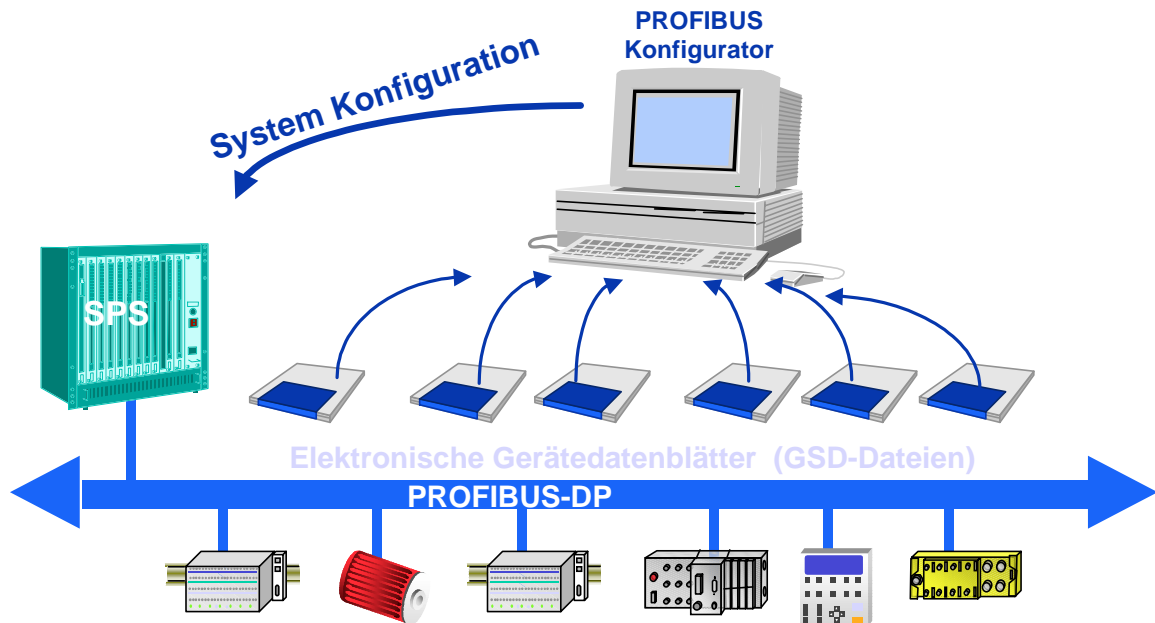 PROFIBUS
Konfigurator
System Konfiguration
SPS
Elektronische Gerätedatenblätter (GSD-Dateien)
PROFIBUS-DP